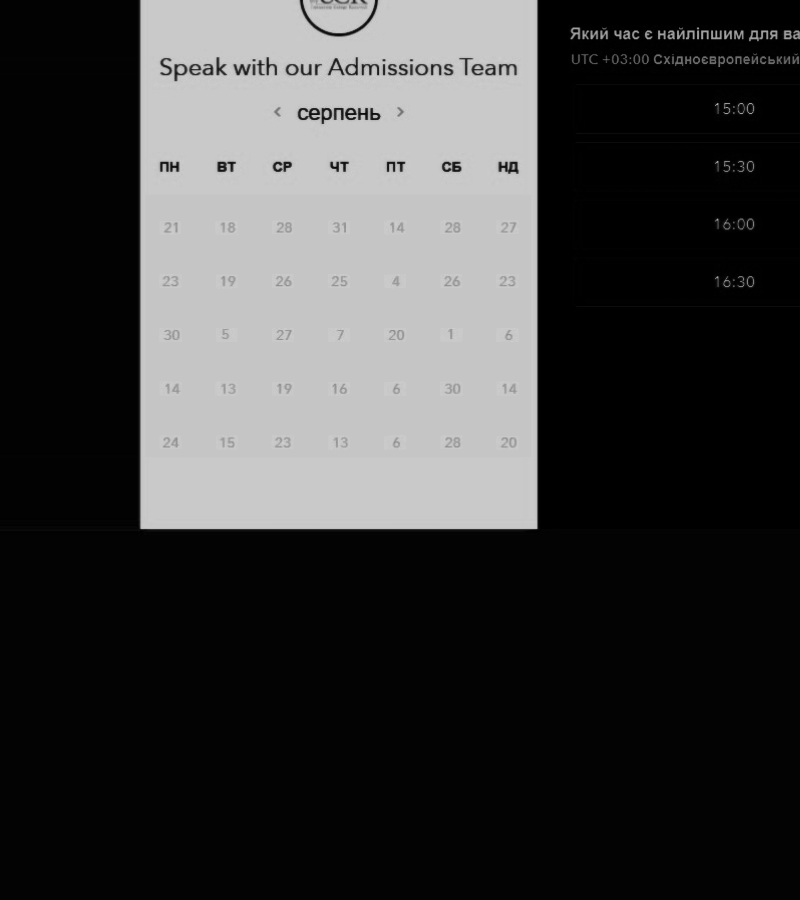 Speak with our Admissions Team
< серпень >
ПН ВТ СР ЧТ ПТ СБ НД
21 18 28 31 14 28 27
23 19 26 25 4 26 23
30 5 27 7 20 1 6
14 13 19 16 6 30 14
24 15 23 13 6 28 20
Який час є найліпшим для ва
UTC +03:00 Східноєвропейський
15:00
15:30
16:00
16:30